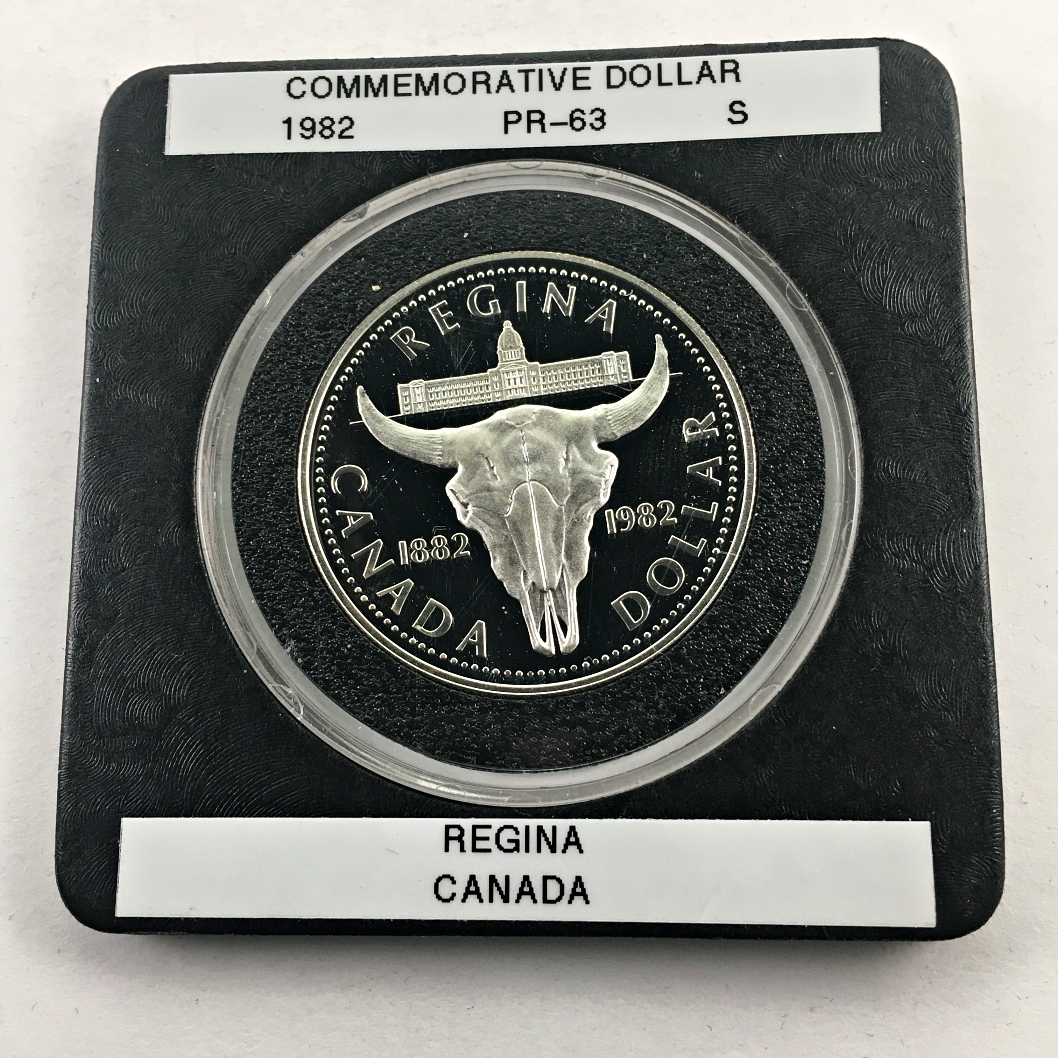 COMMEMORATIVE DOLLAR
1982 PR-63 S
REGINA
CANADA
1882
1982
DOLLAR
REGINA
CANADA